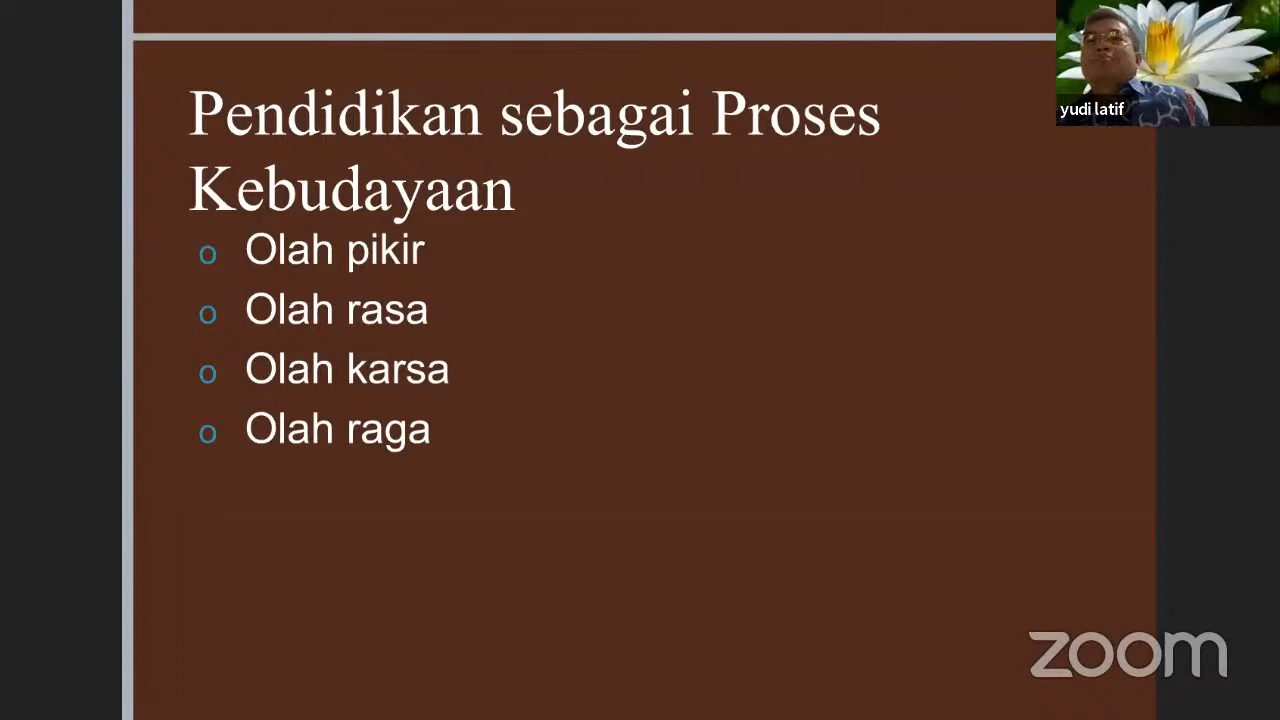 Pendidikan sebagai Proses
Kebudayaan
o Olah pikir
o Olah rasa
o Olah karsa
o Olah raga
yudi latif
zoom